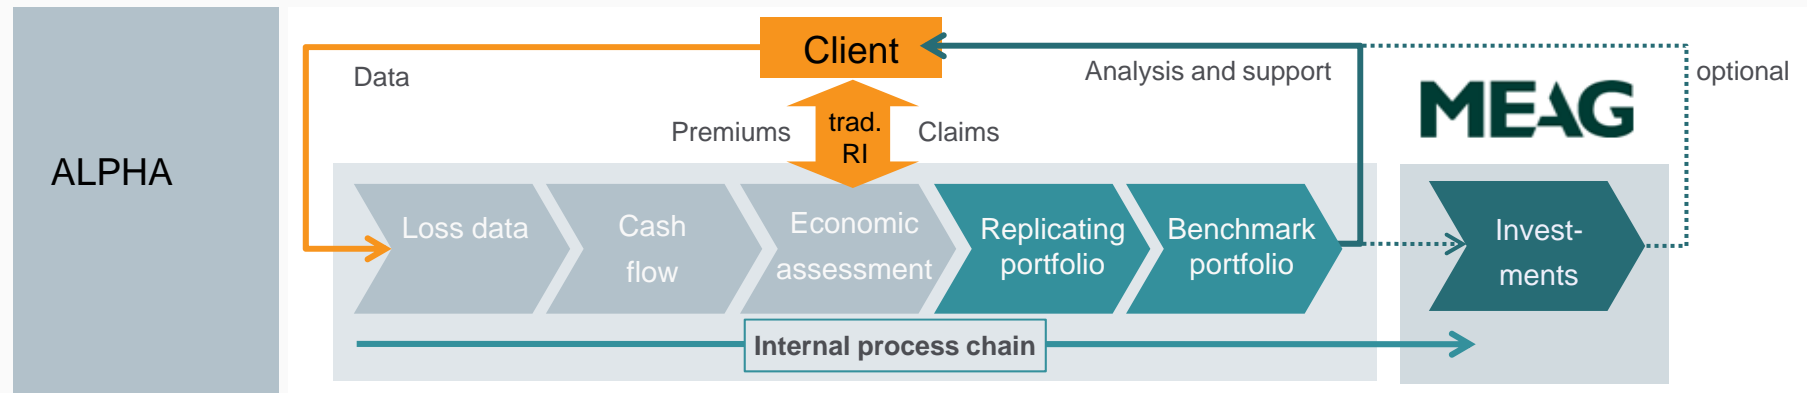 ALPHA
Client
Data
Analysis and support
optional
MEAG
Premiums
trad.
RI
Claims
Loss data
Cash
flow
Economic
assessment
Replicating
portfolio
Benchmark
portfolio
Invest-
ments
Internal process chain